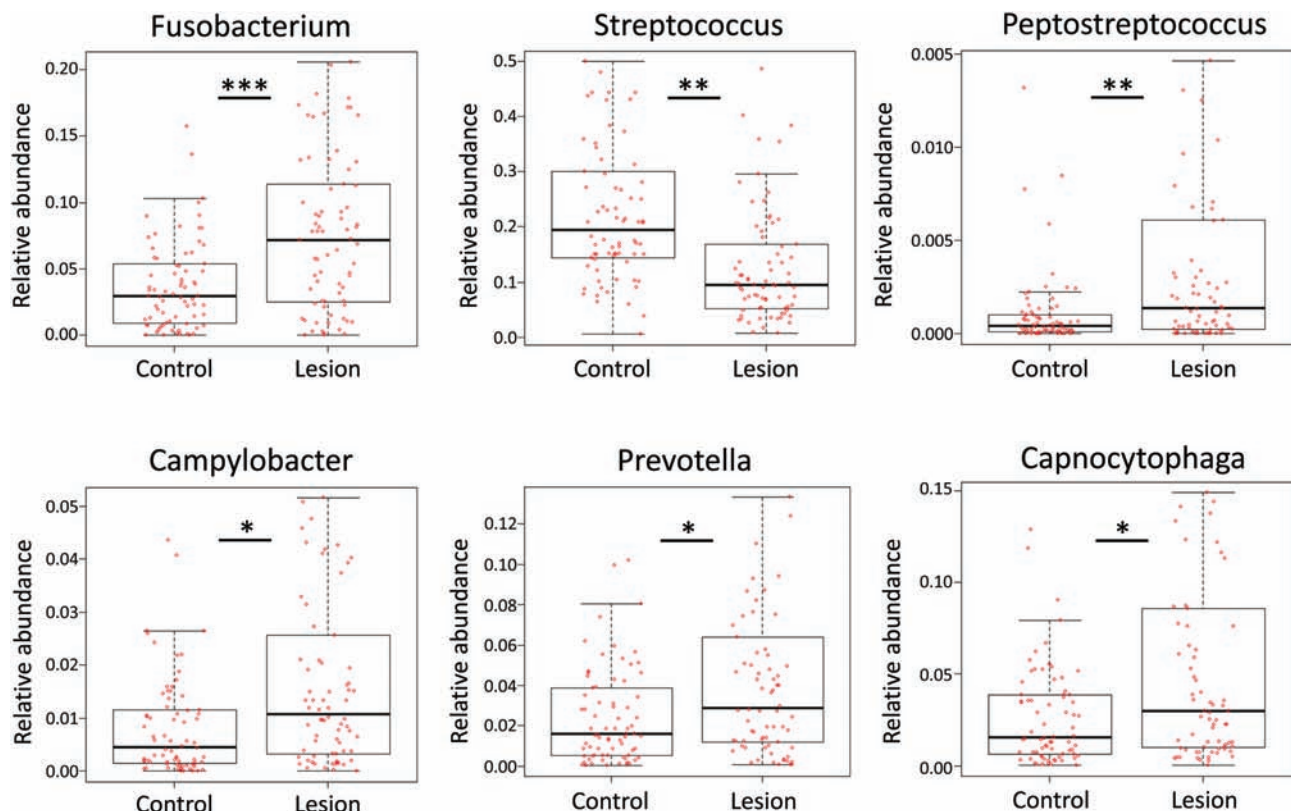 Fusobacterium
Relative abundance
0.20
0.15
0.10
0.05
0.00
***
Control Lesion
Streptococcus
Relative abundance
0.5
0.4
0.3
0.2
0.1
0.0
**
Control Lesion
Peptostreptococcus
Relative abundance
0.005
0.010
0.005
0.000
**
Control Lesion
Campylobacter
Relative abundance
0.05
0.04
0.03
0.02
0.01
0.00
*
Control Lesion
Prevotella
Relative abundance
0.12
0.08
0.06
0.04
0.02
0.00
*
Control Lesion
Capnocytophaga
Relative abundance
0.15
0.10
0.05
0.00
*
Control Lesion